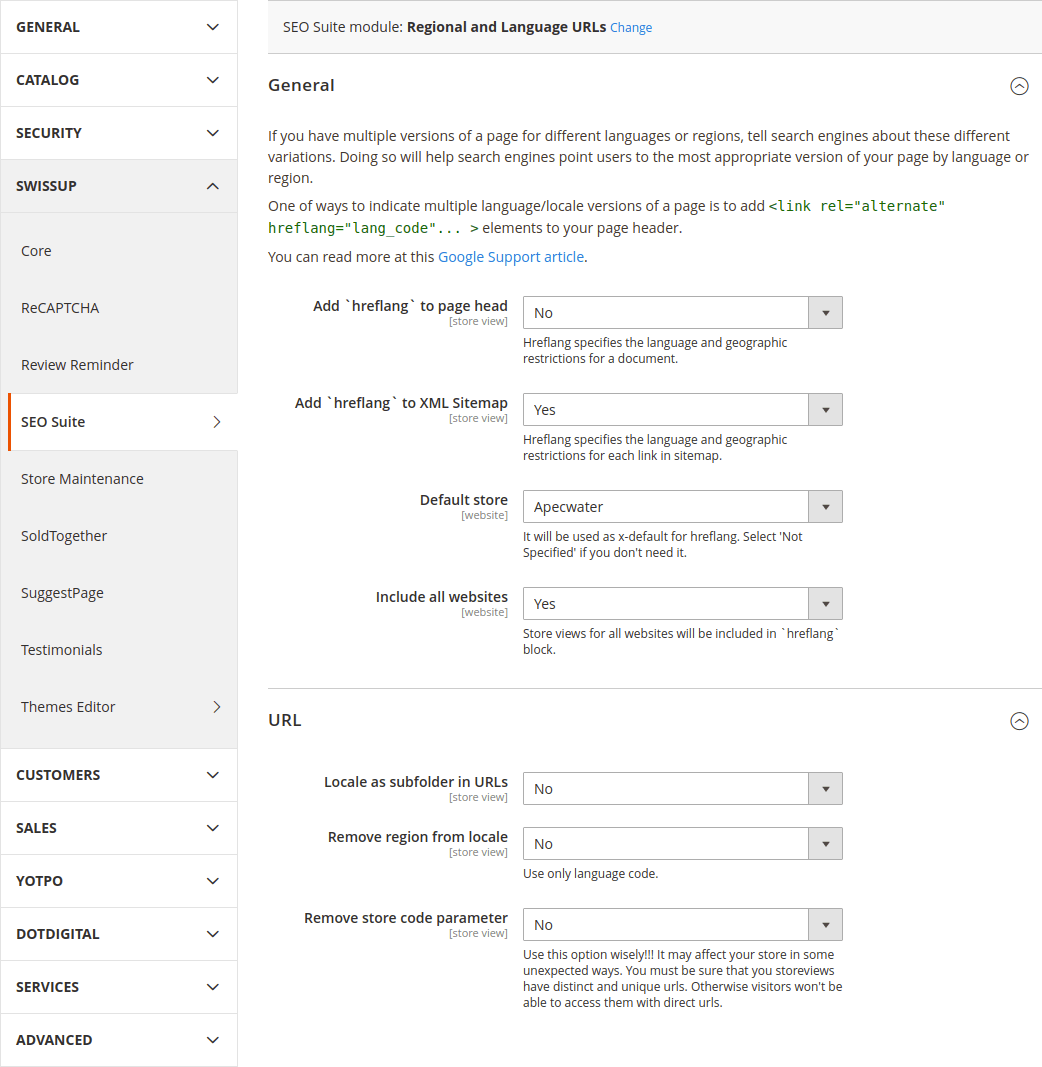 GENERAL
CATALOG
SECURITY
SWISSUP
Core
ReCAPTCHA
Review Reminder
SEO Suite
Store Maintenance
SoldTogether
SuggestPage
Testimonials
Themes Editor
CUSTOMERS
SALES
YOTPO
DOTDIGITAL
SERVICES
ADVANCED
SEO Suite module: Regional and Language URLs Change
General
If you have multiple versions of a page for different languages or regions, tell search engines about these different
variations. Doing so will help search engines point users to the most appropriate version of your page by language or
region.
One of ways to indicate multiple language/locale versions of a page is to add <link rel="alternate"
hreflang="lang_code"... > elements to your page header.
You can read more at this Google Support article.
Add `hreflang` to page head
[store view]
No
Hreflang specifies the language and geographic
restrictions for a document.
Add `hreflang` to XML Sitemap
[store view]
Yes
Hreflang specifies the language and geographic
restrictions for each link in sitemap.
Default store
[website]
Apecwater
It will be used as x-default for hreflang. Select 'Not
Specified' if you don't need it.
Include all websites
[website]
Yes
Store views for all websites will be included in `hreflang`
block.
URL
Locale as subfolder in URLs
[store view]
No
Remove region from locale
[store view]
No
Use only language code.
Remove store code parameter
[store view]
No
Use this option wisely!!! It may affect your store in some
unexpected ways. You must be sure that you storeviews
have distinct and unique urls. Otherwise visitors won't be
able to access them with direct urls.